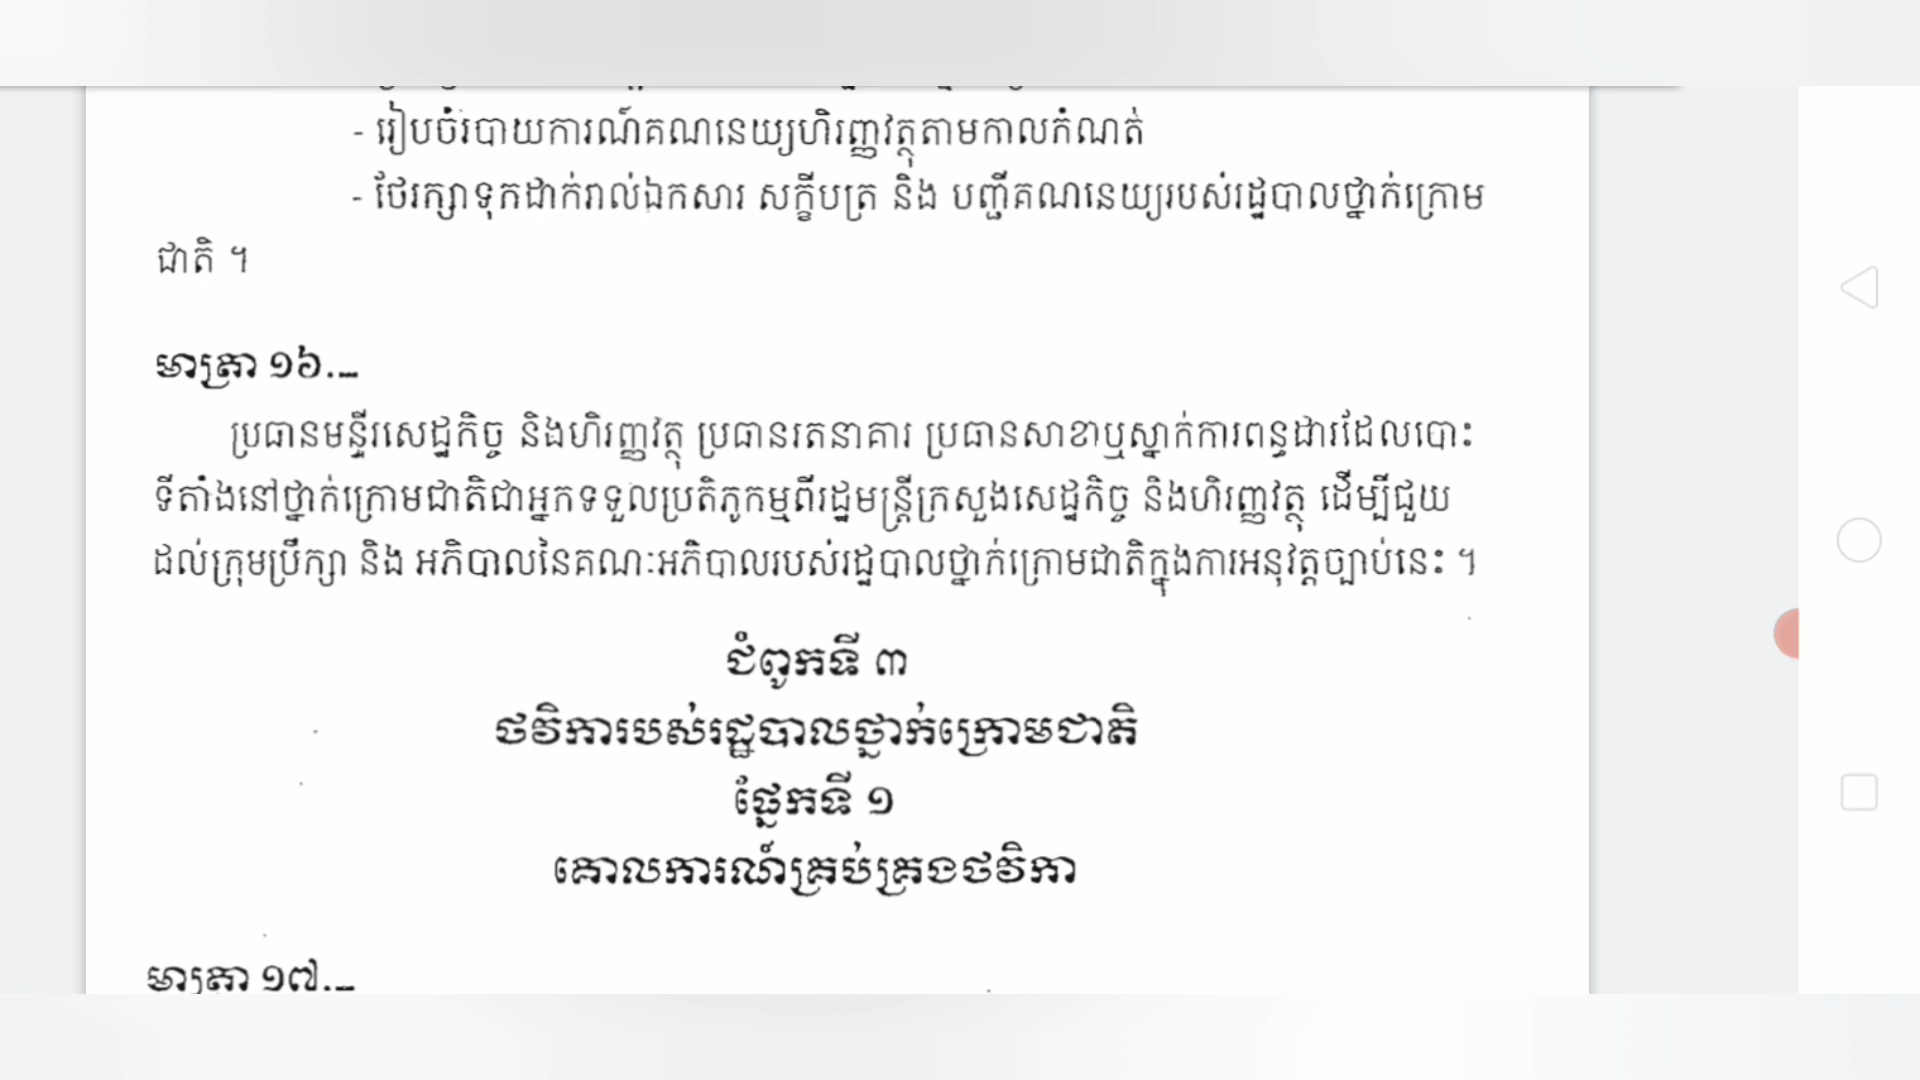 - រៀបចំរបាយការណ៍គណនេយ្យហិរញ្ញវត្ថុតាមកាលកំណត់
- ថែរក្សាទុកដាក់រាល់ឯកសារ សក្ខីបត្រ និង បញ្ជីគណនេយ្យរបស់រដ្ឋបាលថ្នាក់ក្រោម
ជាតិ ។
មាត្រា ១៦._
ប្រធានមន្ទីរសេដ្ឋកិច្ច និងហិរញ្ញវត្ថុ ប្រធានរតនាគារ ប្រធានសាខាឬស្នាក់ការពន្ធដារដែលបោះ
ទីតាំងនៅថ្នាក់ក្រោមជាតិជាអ្នកទទួលប្រតិភូកម្មពីរដ្ឋមន្ត្រីក្រសួងសេដ្ឋកិច្ច និងហិរញ្ញវត្ថុ ដើម្បីជួយ
ដល់ក្រុមប្រឹក្សា និង អភិបាលនៃគណៈអភិបាលរបស់រដ្ឋបាលថ្នាក់ក្រោមជាតិក្នុងការអនុវត្តច្បាប់នេះ ។
ជំពូកទី ៣
ថវិការបស់រដ្ឋបាលថ្នាក់ក្រោមជាតិ
ផ្នែកទី ១
គោលការណ៍គ្រប់គ្រងថវិកា
មាត្រា ១៧._